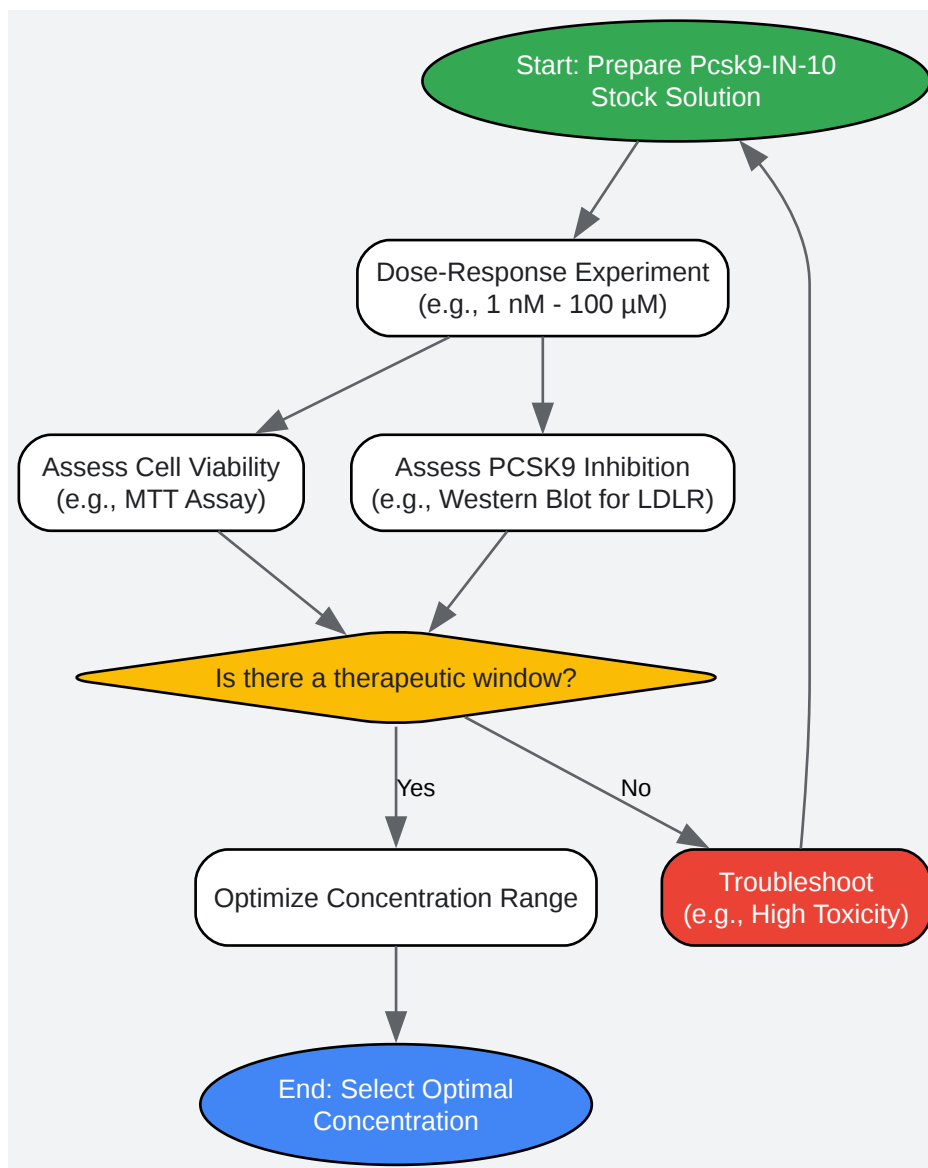 Start: Prepare Pcsk9-IN-10
Stock Solution
Dose-Response Experiment
(e.g., 1 nM - 100 µM)
Assess Cell Viability
(e.g., MTT Assay)
Assess PCSK9 Inhibition
(e.g., Western Blot for LDLR)
Is there a therapeutic window?
Yes
No
Optimize Concentration Range
Troubleshoot
(e.g., High Toxicity)
End: Select Optimal
Concentration